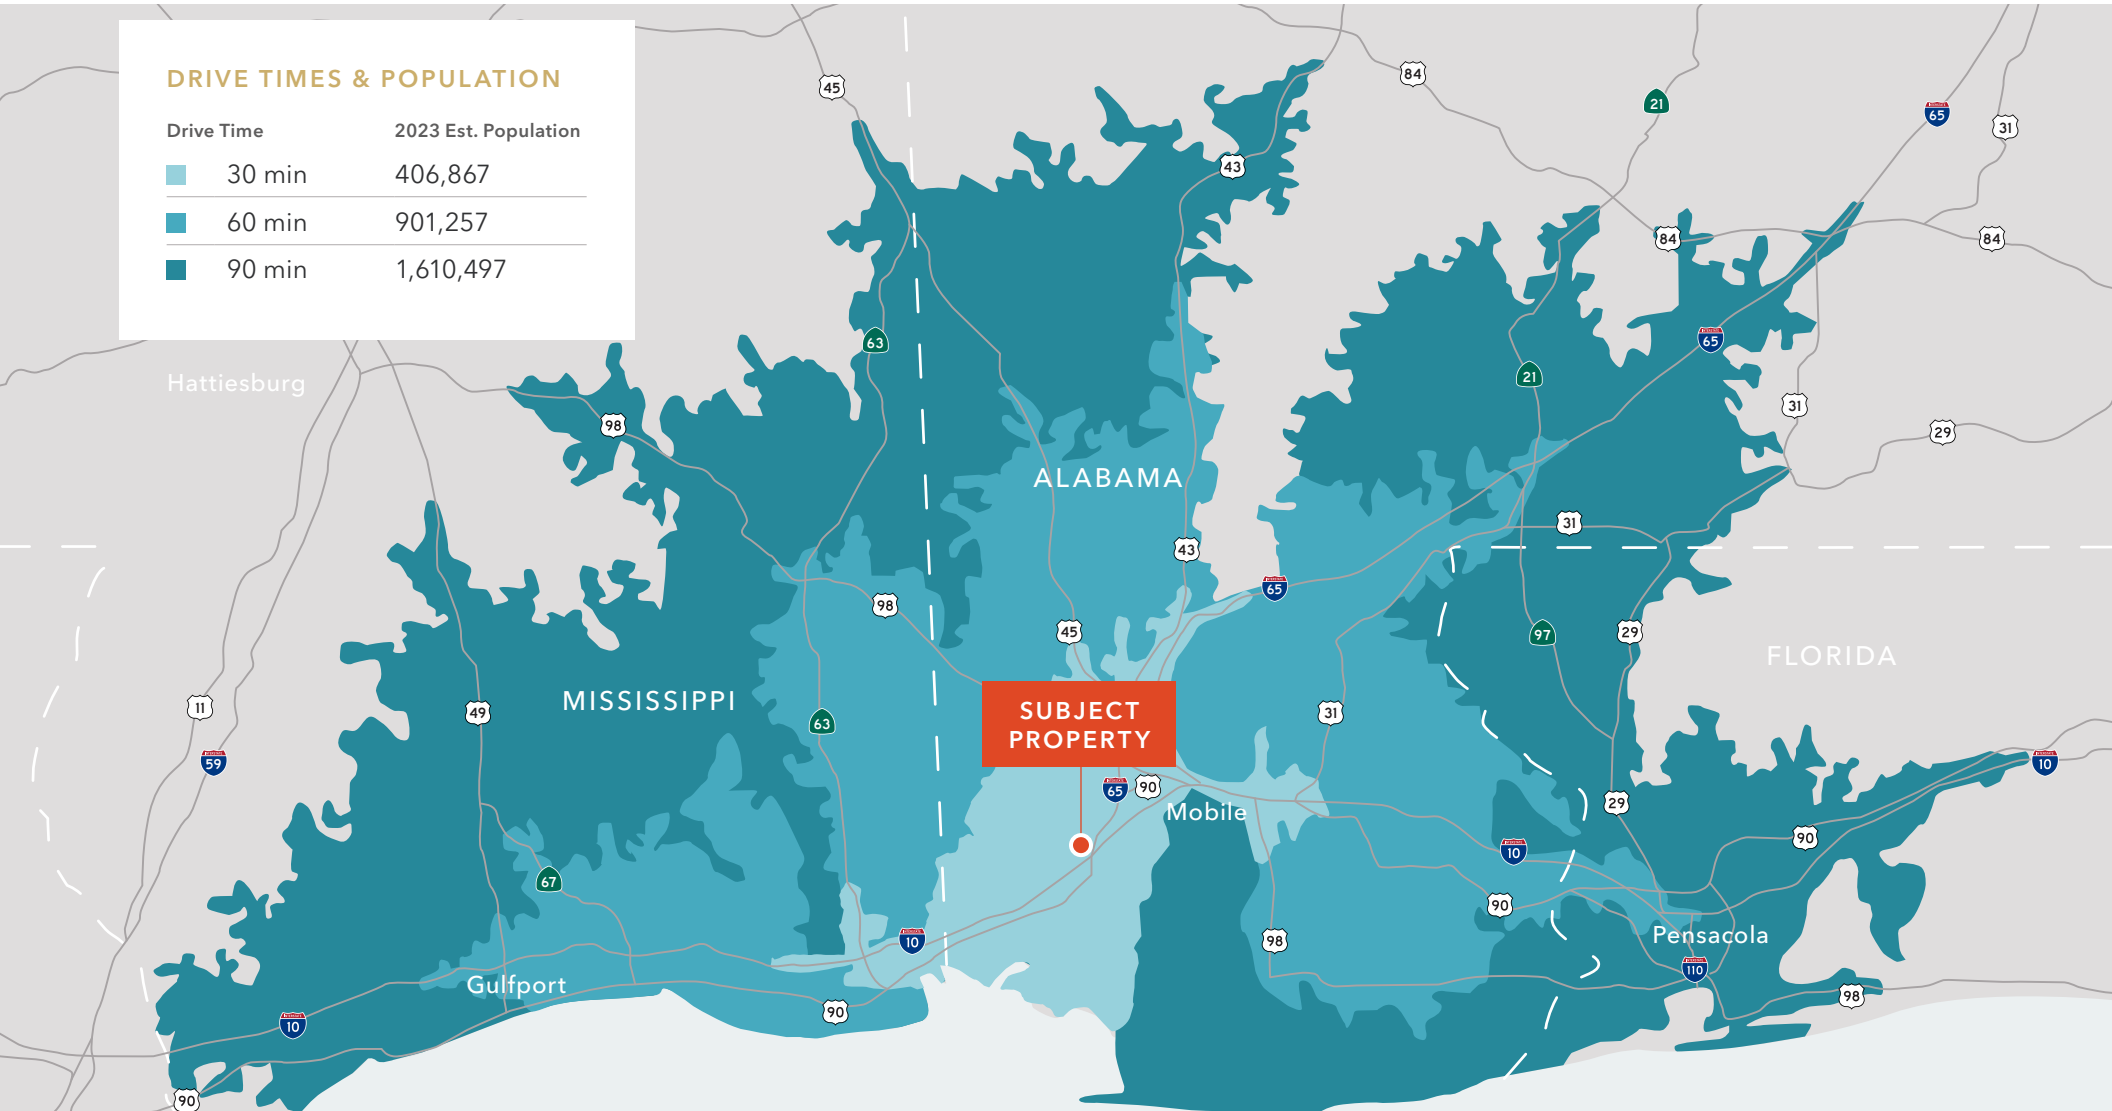 DRIVE TIMES & POPULATION
Drive Time 2023 Est. Population
30 min 406,867
60 min 901,257
90 min 1,610,497
45
84
21
65
31
43
84
84
63
65
21
31
Hattiesburg
98
29
ALABAMA
31
43
65
98
45
97
29
FLORIDA
MISSISSIPPI
11
49
63
SUBJECT
PROPERTY
31
59
10
65
90
29
Mobile
90
10
67
90
10
98
Pensacola
110
Gulfport
98
90
10
90